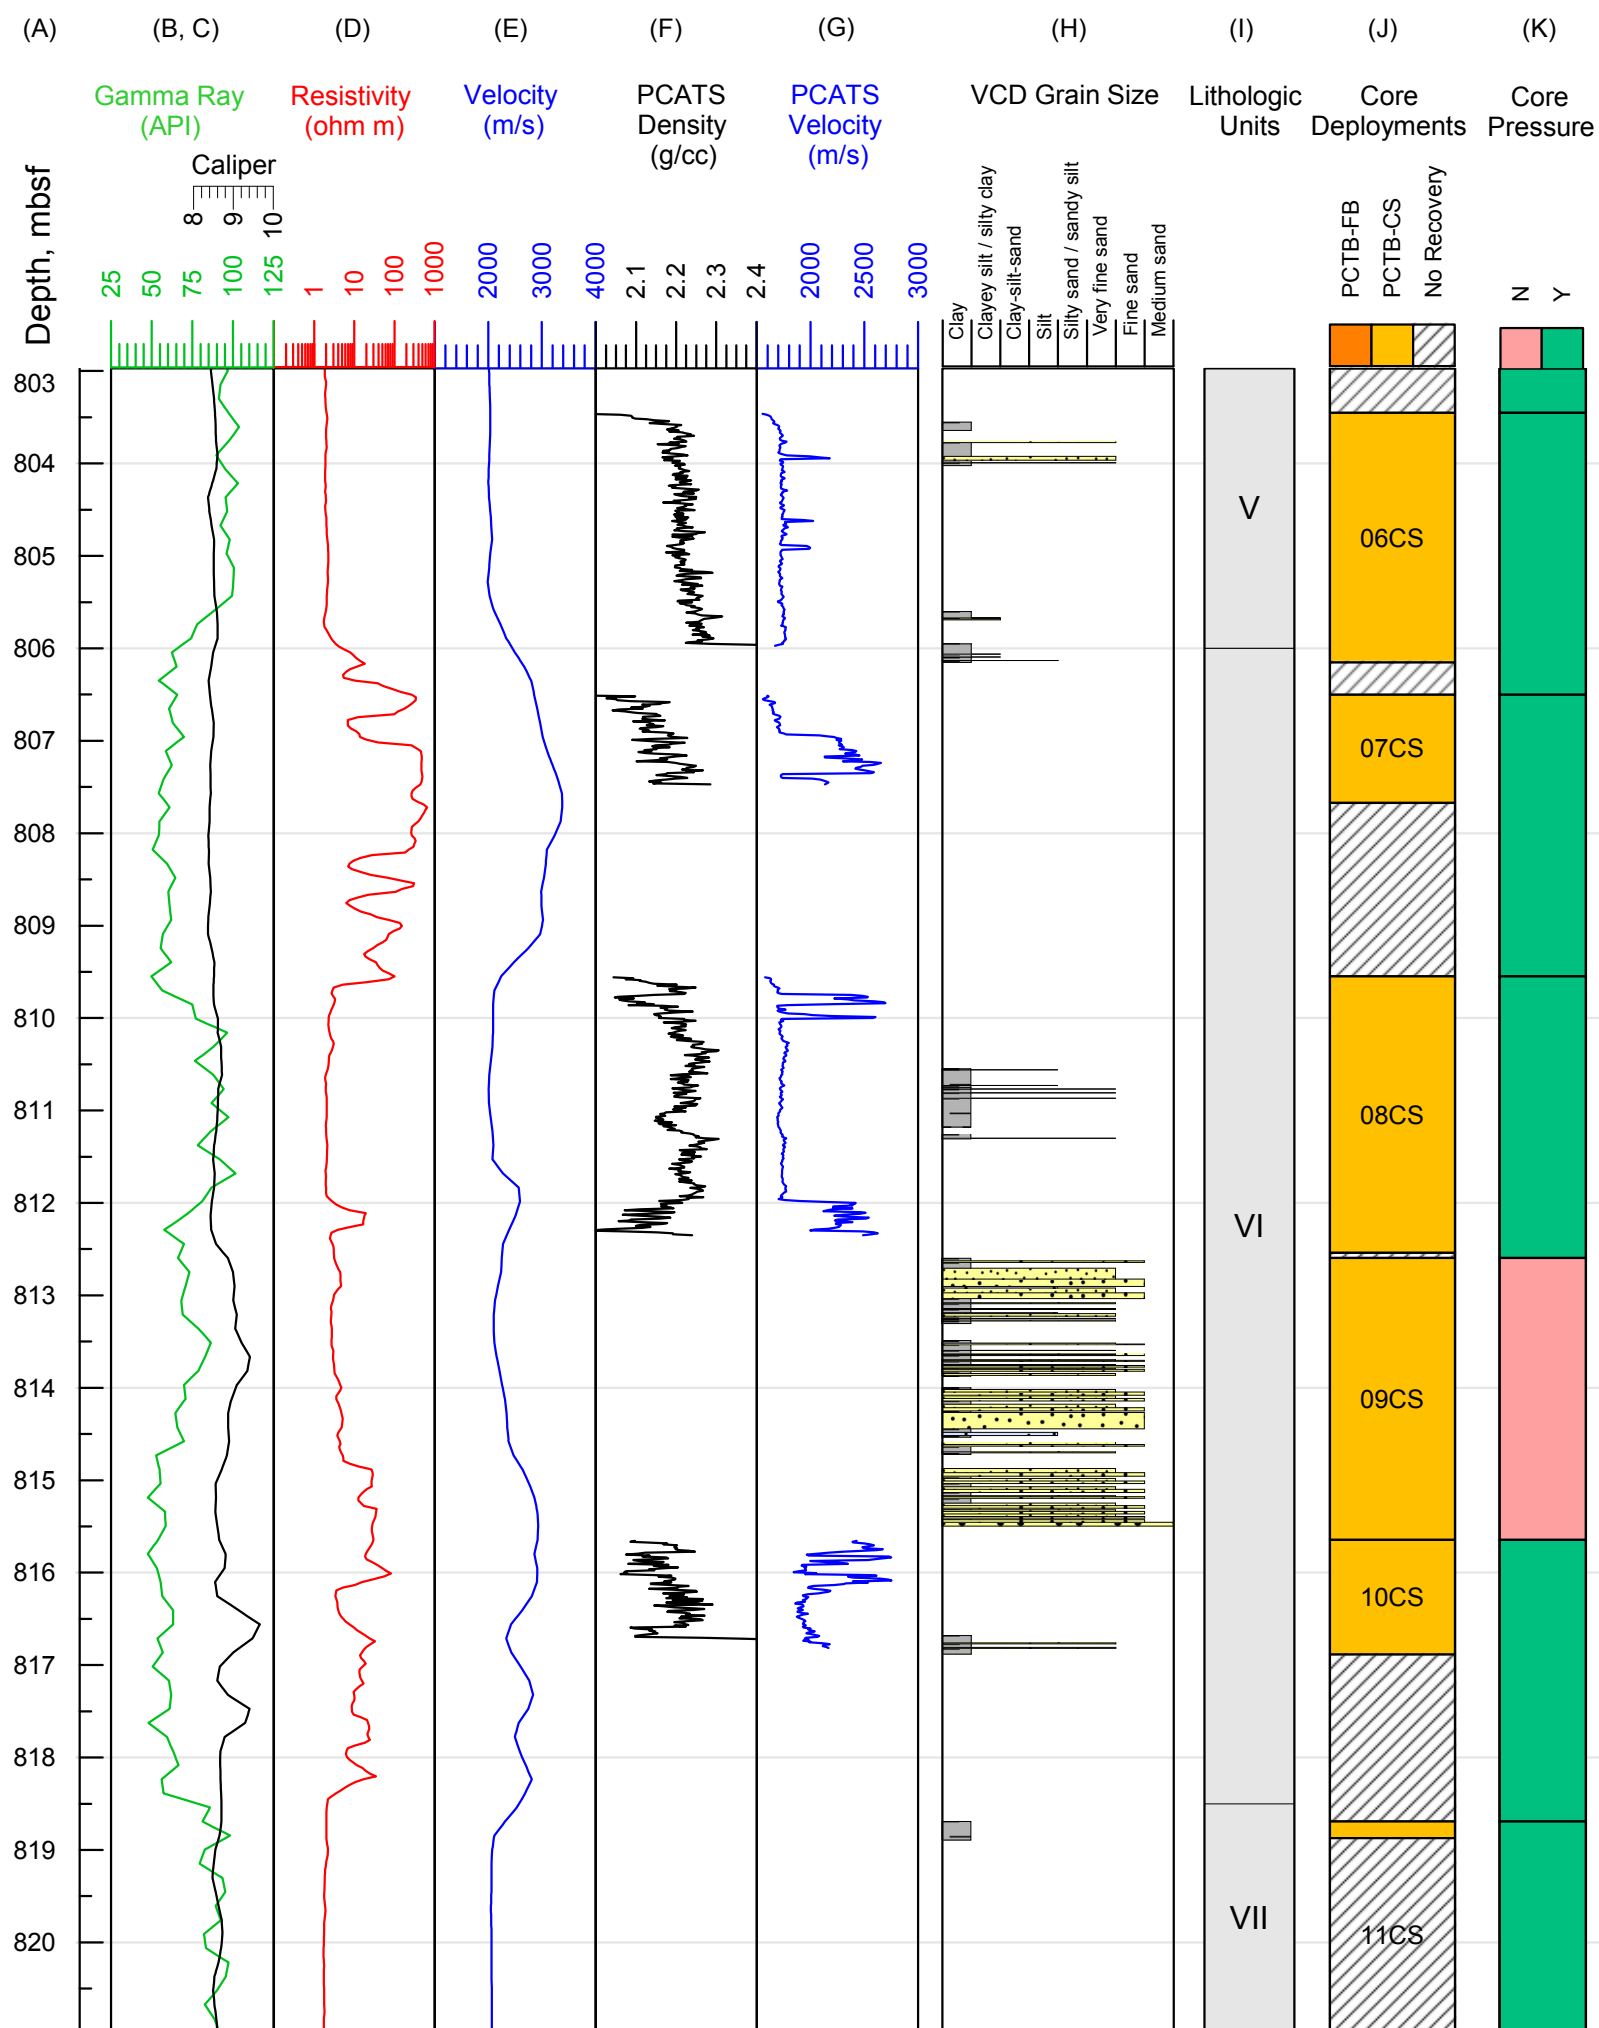 (A) (B, C) (D) (E) (F) (G) (H) (I) (J) (K)
Gamma Ray
(API)
Caliper
8 9 10
25 50 75 100 125
Resistivity
(ohm m)
1 10 100 1000
Velocity
(m/s)
2000 3000 4000
PCATS
Density
(g/cc)
2.1 2.2 2.3 2.4
PCATS
Velocity
(m/s)
2000 2500 3000
VCD Grain Size
Clay
Clayey silt / silty clay
Clay-silt-sand
Silt
Silty sand / sandy silt
Very fine sand
Fine sand
Medium sand
Lithologic
Units
Core
Deployments
PCTB-FB
PCTB-CS
No Recovery
Core
Pressure
N
Y
Depth, mbsf
803
804
805
806
807
808
809
810
811
812
813
814
815
816
817
818
819
820
V
VI
VII
06CS
07CS
08CS
09CS
10CS
11CS